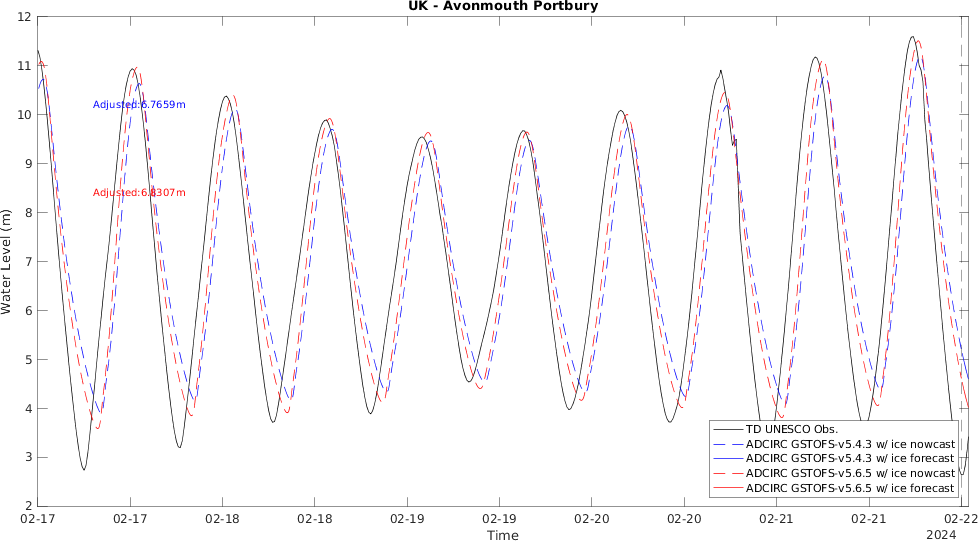 UK - Avonmouth Portbury
12
11
10
9
8
7
6
5
4
3
2
Water Level (m)
Adjusted:6.7659m
Adjusted:6.8307m
TD UNESCO Obs.
ADCIRC GSTOFS-v5.4.3 w/ ice nowcast
ADCIRC GSTOFS-v5.4.3 w/ ice forecast
ADCIRC GSTOFS-v5.6.5 w/ ice nowcast
ADCIRC GSTOFS-v5.6.5 w/ ice forecast
02-17 02-17 02-18 02-18 02-19 02-19 02-20 02-20 02-21 02-21 02-22
Time
2024